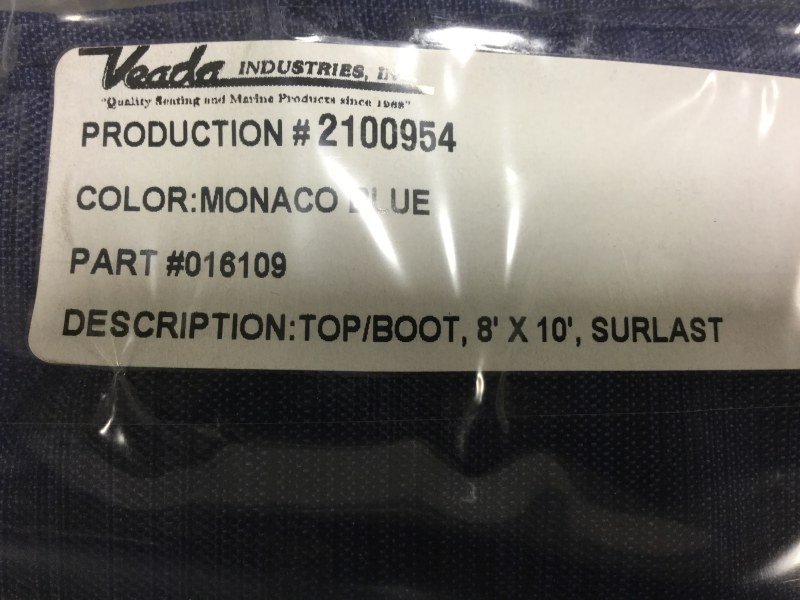 Veada INDUSTRIES,
"Quality Seating and Marine Products since 1968"
PRODUCTION # 2100954
COLOR:MONACO BLUE
PART #016109
DESCRIPTION:TOP/BOOT, 8' X 10', SURLAST